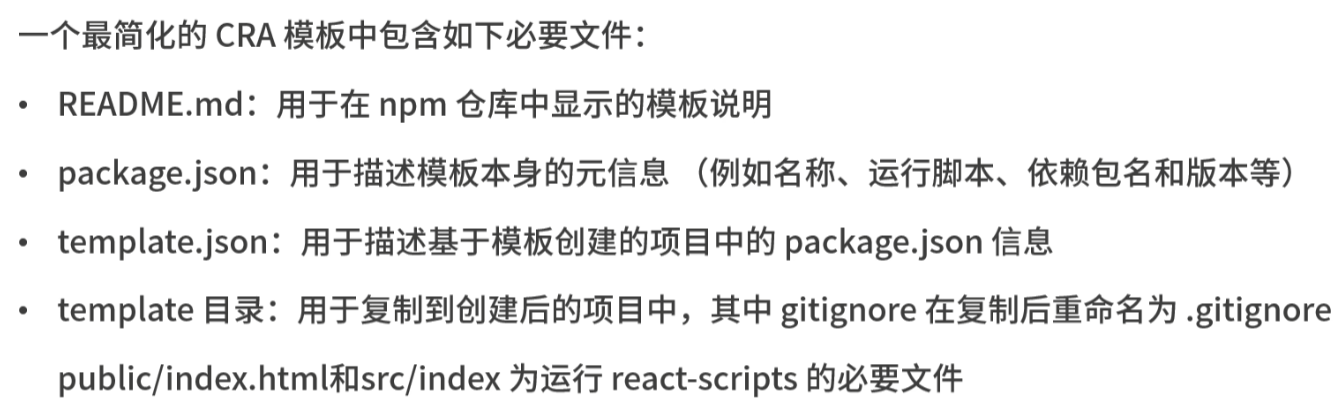 一个最简化的 CRA 模板中包含如下必要文件：
• README.md：用于在 npm 仓库中显示的模板说明
• package.json：用于描述模板本身的元信息 （例如名称、运行脚本、依赖包名和版本等）
• template.json：用于描述基于模板创建的项目中的 package.json 信息
• template 目录：用于复制到创建后的项目中，其中 gitignore 在复制后重命名为 .gitignore
public/index.html和src/index 为运行 react-scripts 的必要文件